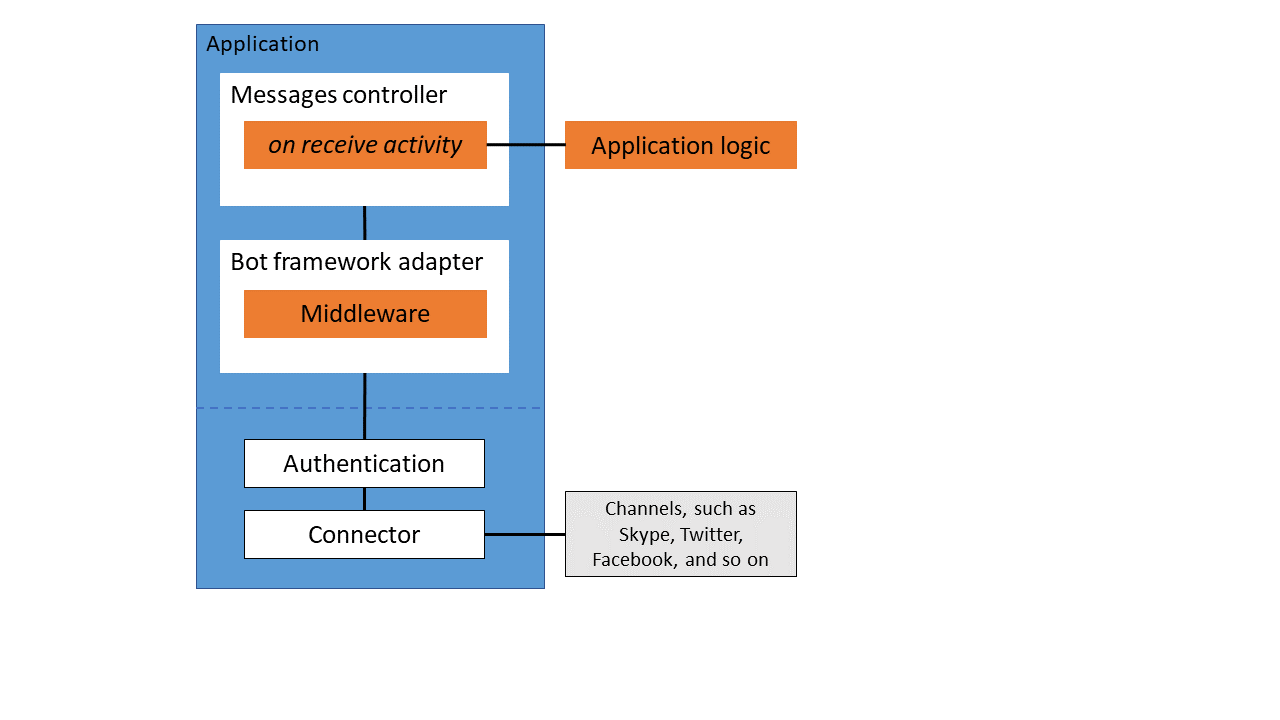 Application
Messages controller
on receive activity
Application logic
Bot framework adapter
Middleware
Authentication
Connector
Channels, such as
Skype, Twitter,
Facebook, and so on